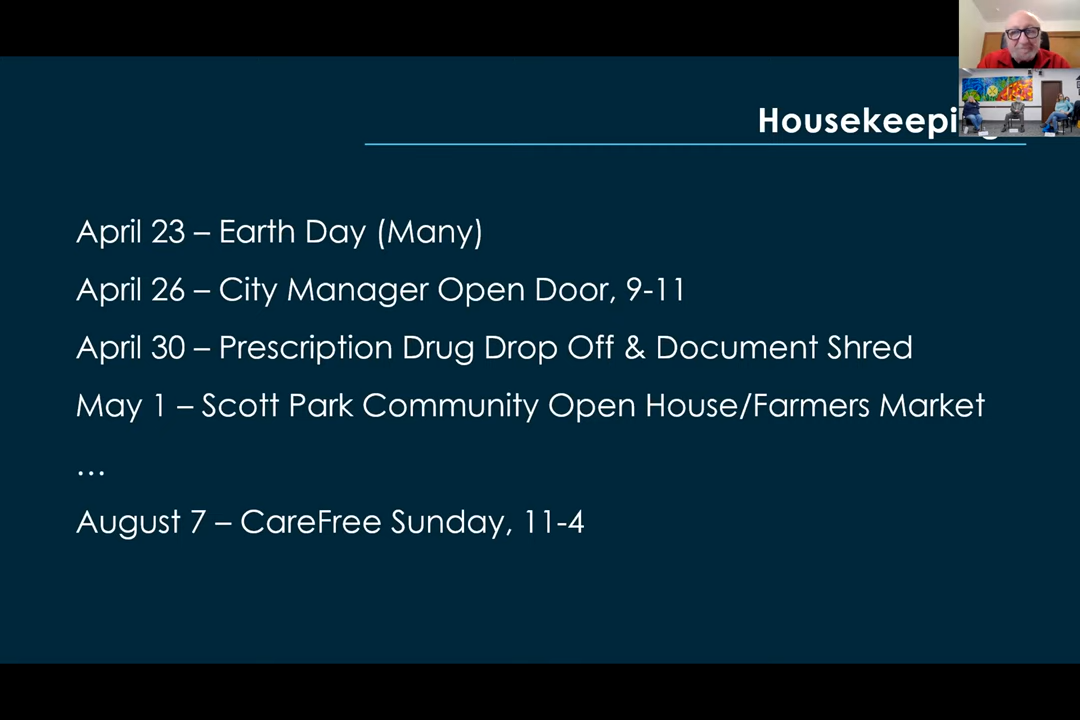 Housekeepi
April 23 – Earth Day (Many)
April 26 – City Manager Open Door, 9-11
April 30 – Prescription Drug Drop Off & Document Shred
May 1 – Scott Park Community Open House/Farmers Market
…
August 7 – CareFree Sunday, 11-4